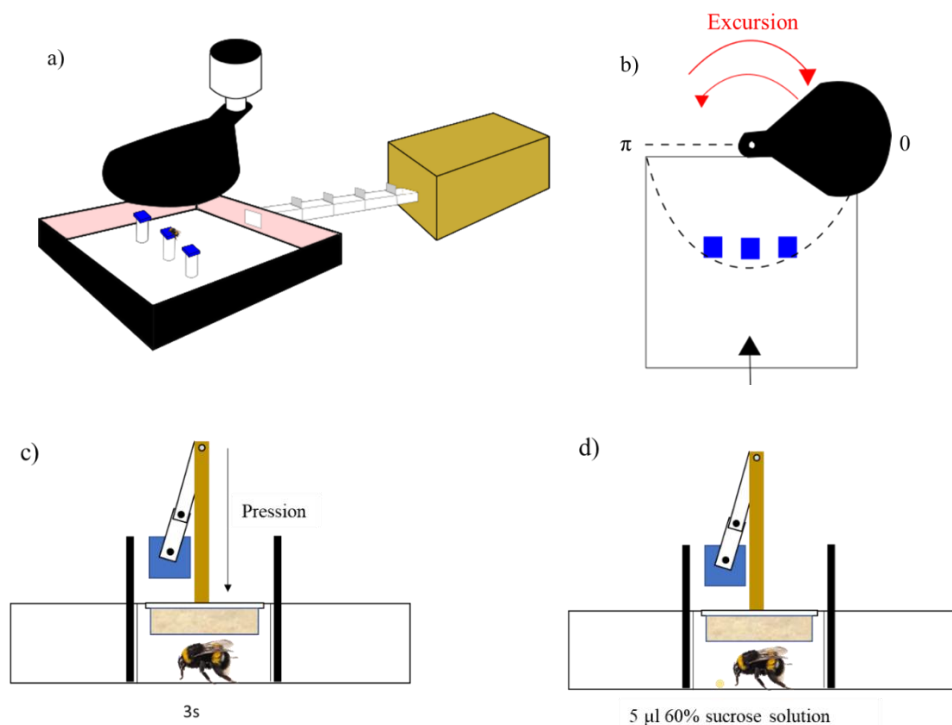 a)
Excursion
b)
π
0
c)
Pression
3s
d)
5 µl 60% sucrose solution